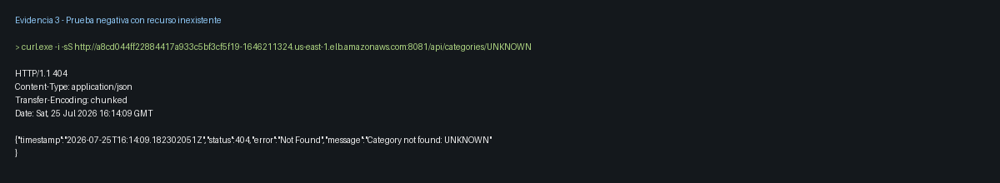 Evidencia 3 - Prueba negativa con recurso inexistente
> curl.exe -i -sS http://a8cd044ff22884417a933c5bf3cf5f19-1646211324.us-east-1.elb.amazonaws.com:8081/api/categories/UNKNOWN
HTTP/1.1 404
Content-Type: application/json
Transfer-Encoding: chunked
Date: Sat, 25 Jul 2026 16:14:09 GMT
{"timestamp":"2026-07-25T16:14:09.182302051Z","status":404,"error":"Not Found","message":"Category not found: UNKNOWN"
}